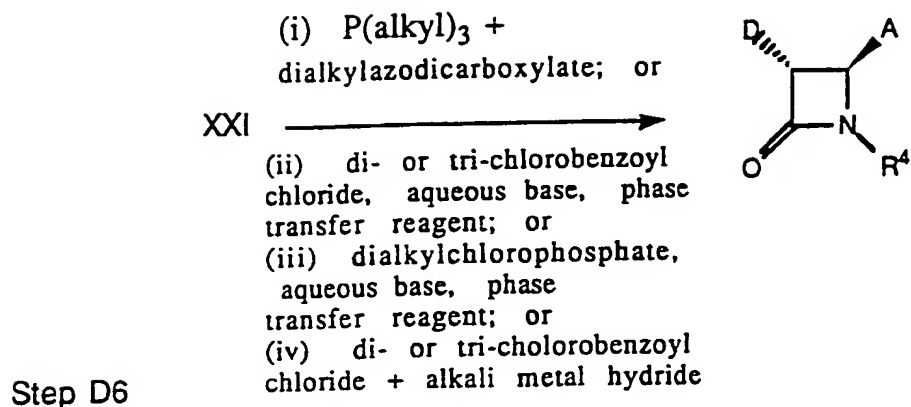 (i) P(alkyl)3 +
dialkylazodicarboxylate; or
XXI
(ii) di- or tri-chlorobenzoyl
chloride, aqueous base, phase
transfer reagent; or
(iii) dialkylchlorophosphate,
aqueous base, phase
transfer reagent; or
(iv) di- or tri-cholorobenzoyl
chloride + alkali metal hydride
D A
O N
R4
Step D6